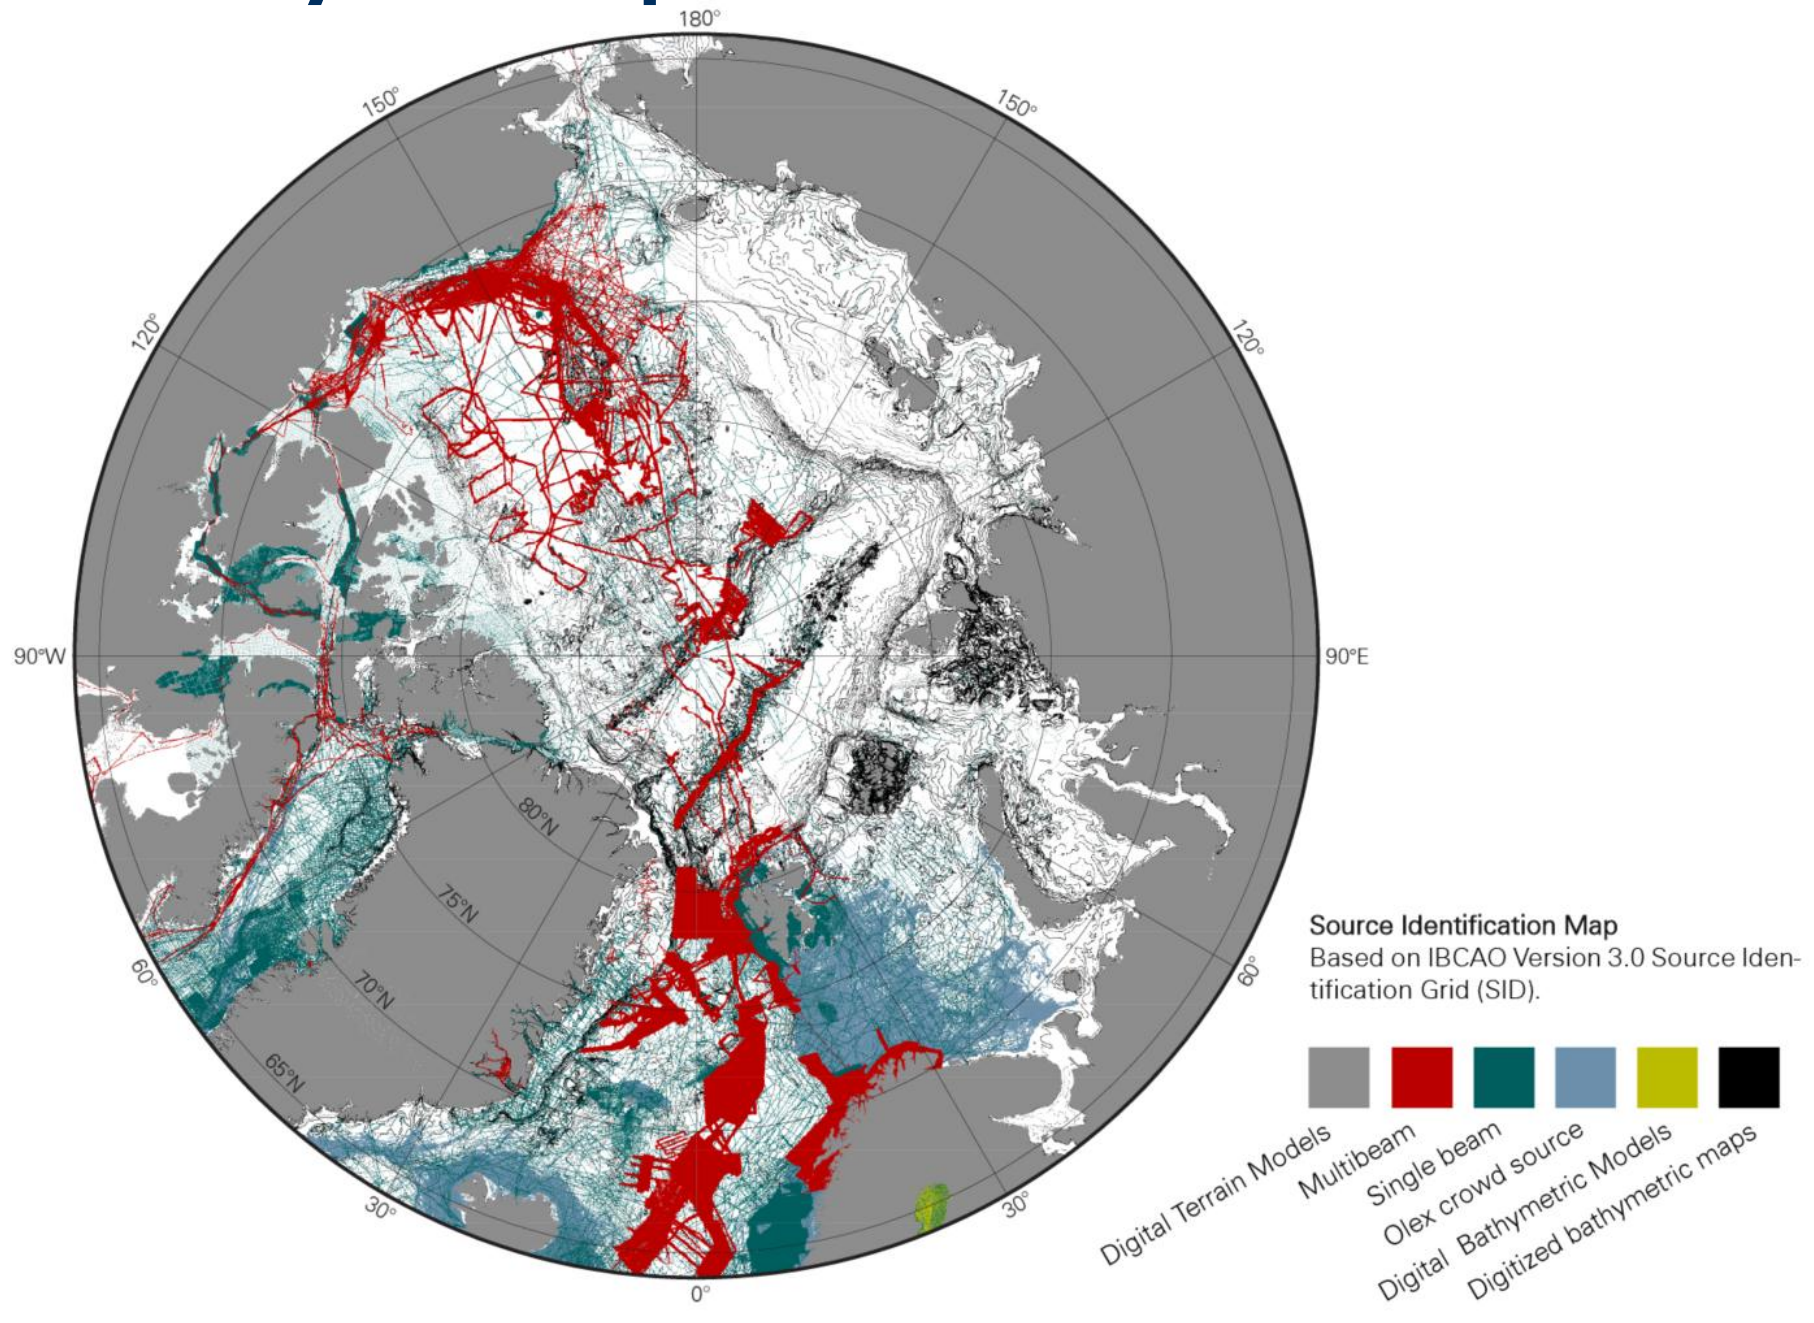 180°
150°
150°
120°
120°
90°W
90°E
80°N
75°N
70°N
65°N
60°
60°
30°
30°
0°
Source Identification Map
Based on IBCAO Version 3.0 Source Iden-
tification Grid (SID).
Digital Terrain Models
Multibeam
Single beam
Olex crowd source
Digital Bathymetric Models
Digitized bathymetric maps